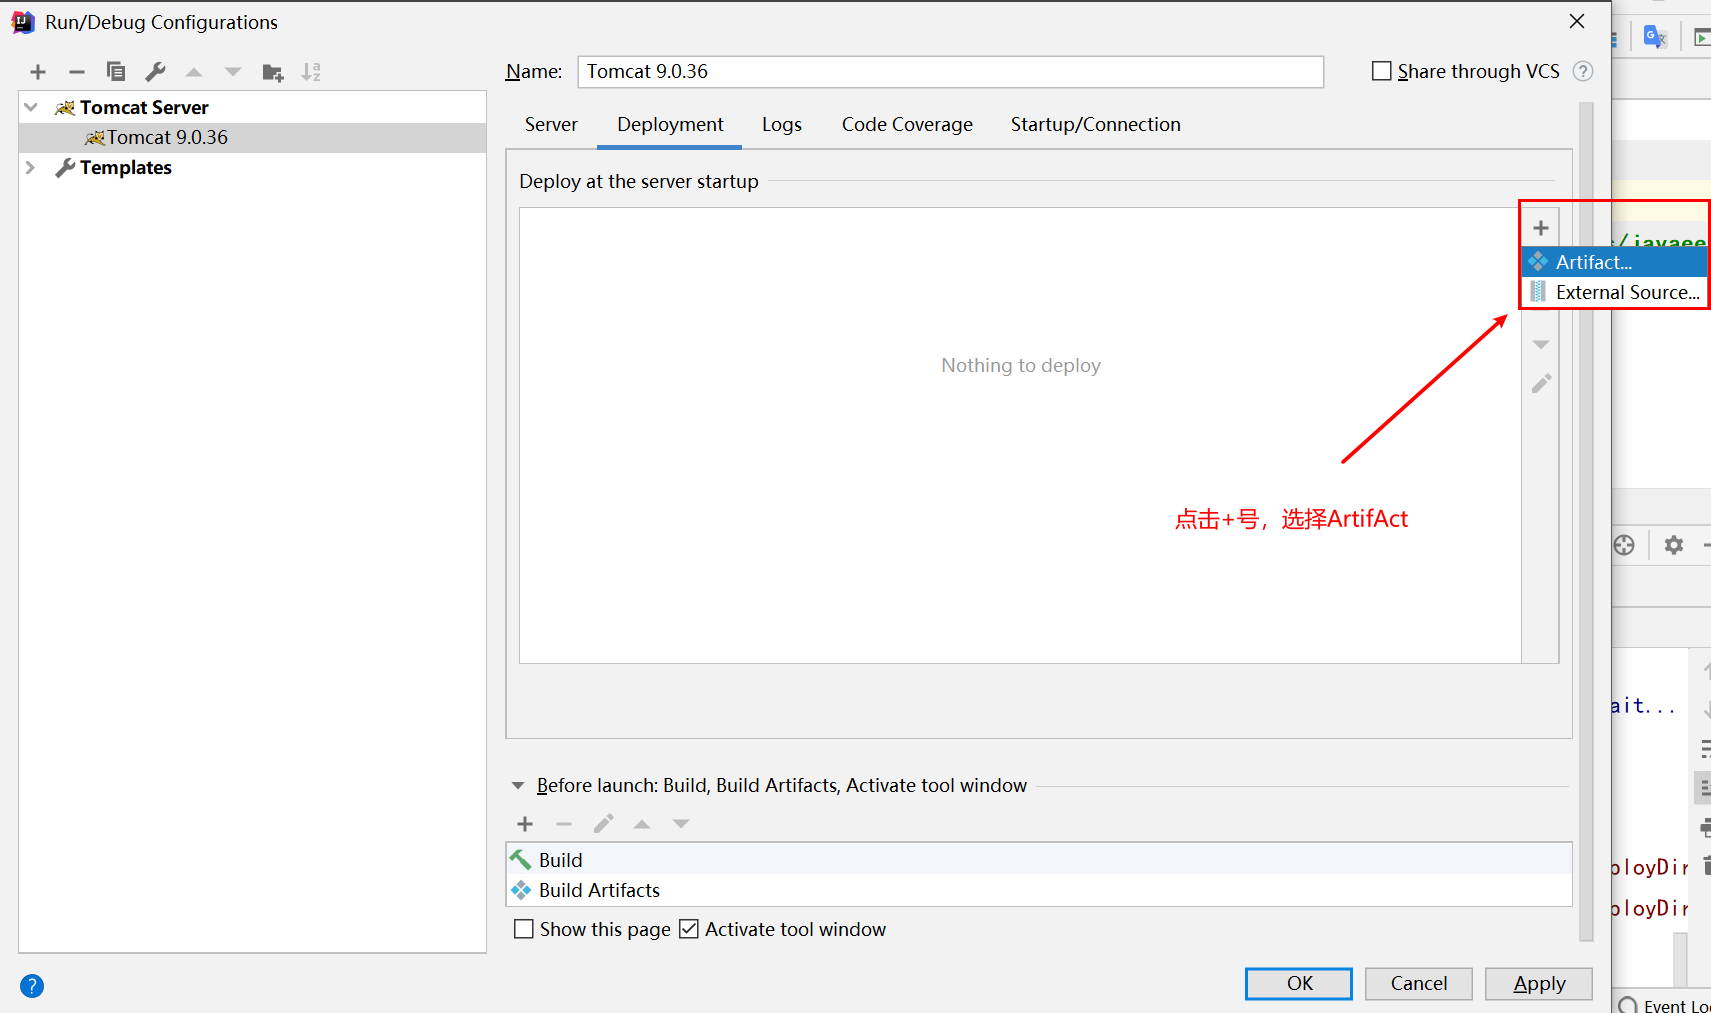 Run/Debug Configurations
Name: Tomcat 9.0.36
Share through VCS
Tomcat Server
Tomcat 9.0.36
Templates
Server Deployment Logs Code Coverage Startup/Connection
Deploy at the server startup
/javaee
Artifact...
External Source...
Nothing to deploy
点击+号，选择ArtifAct
ait...
Before launch: Build, Build Artifacts, Activate tool window
Build
Build Artifacts
ployDir
ployDir
Show this page Activate tool window
OK Cancel Apply
Event Lo